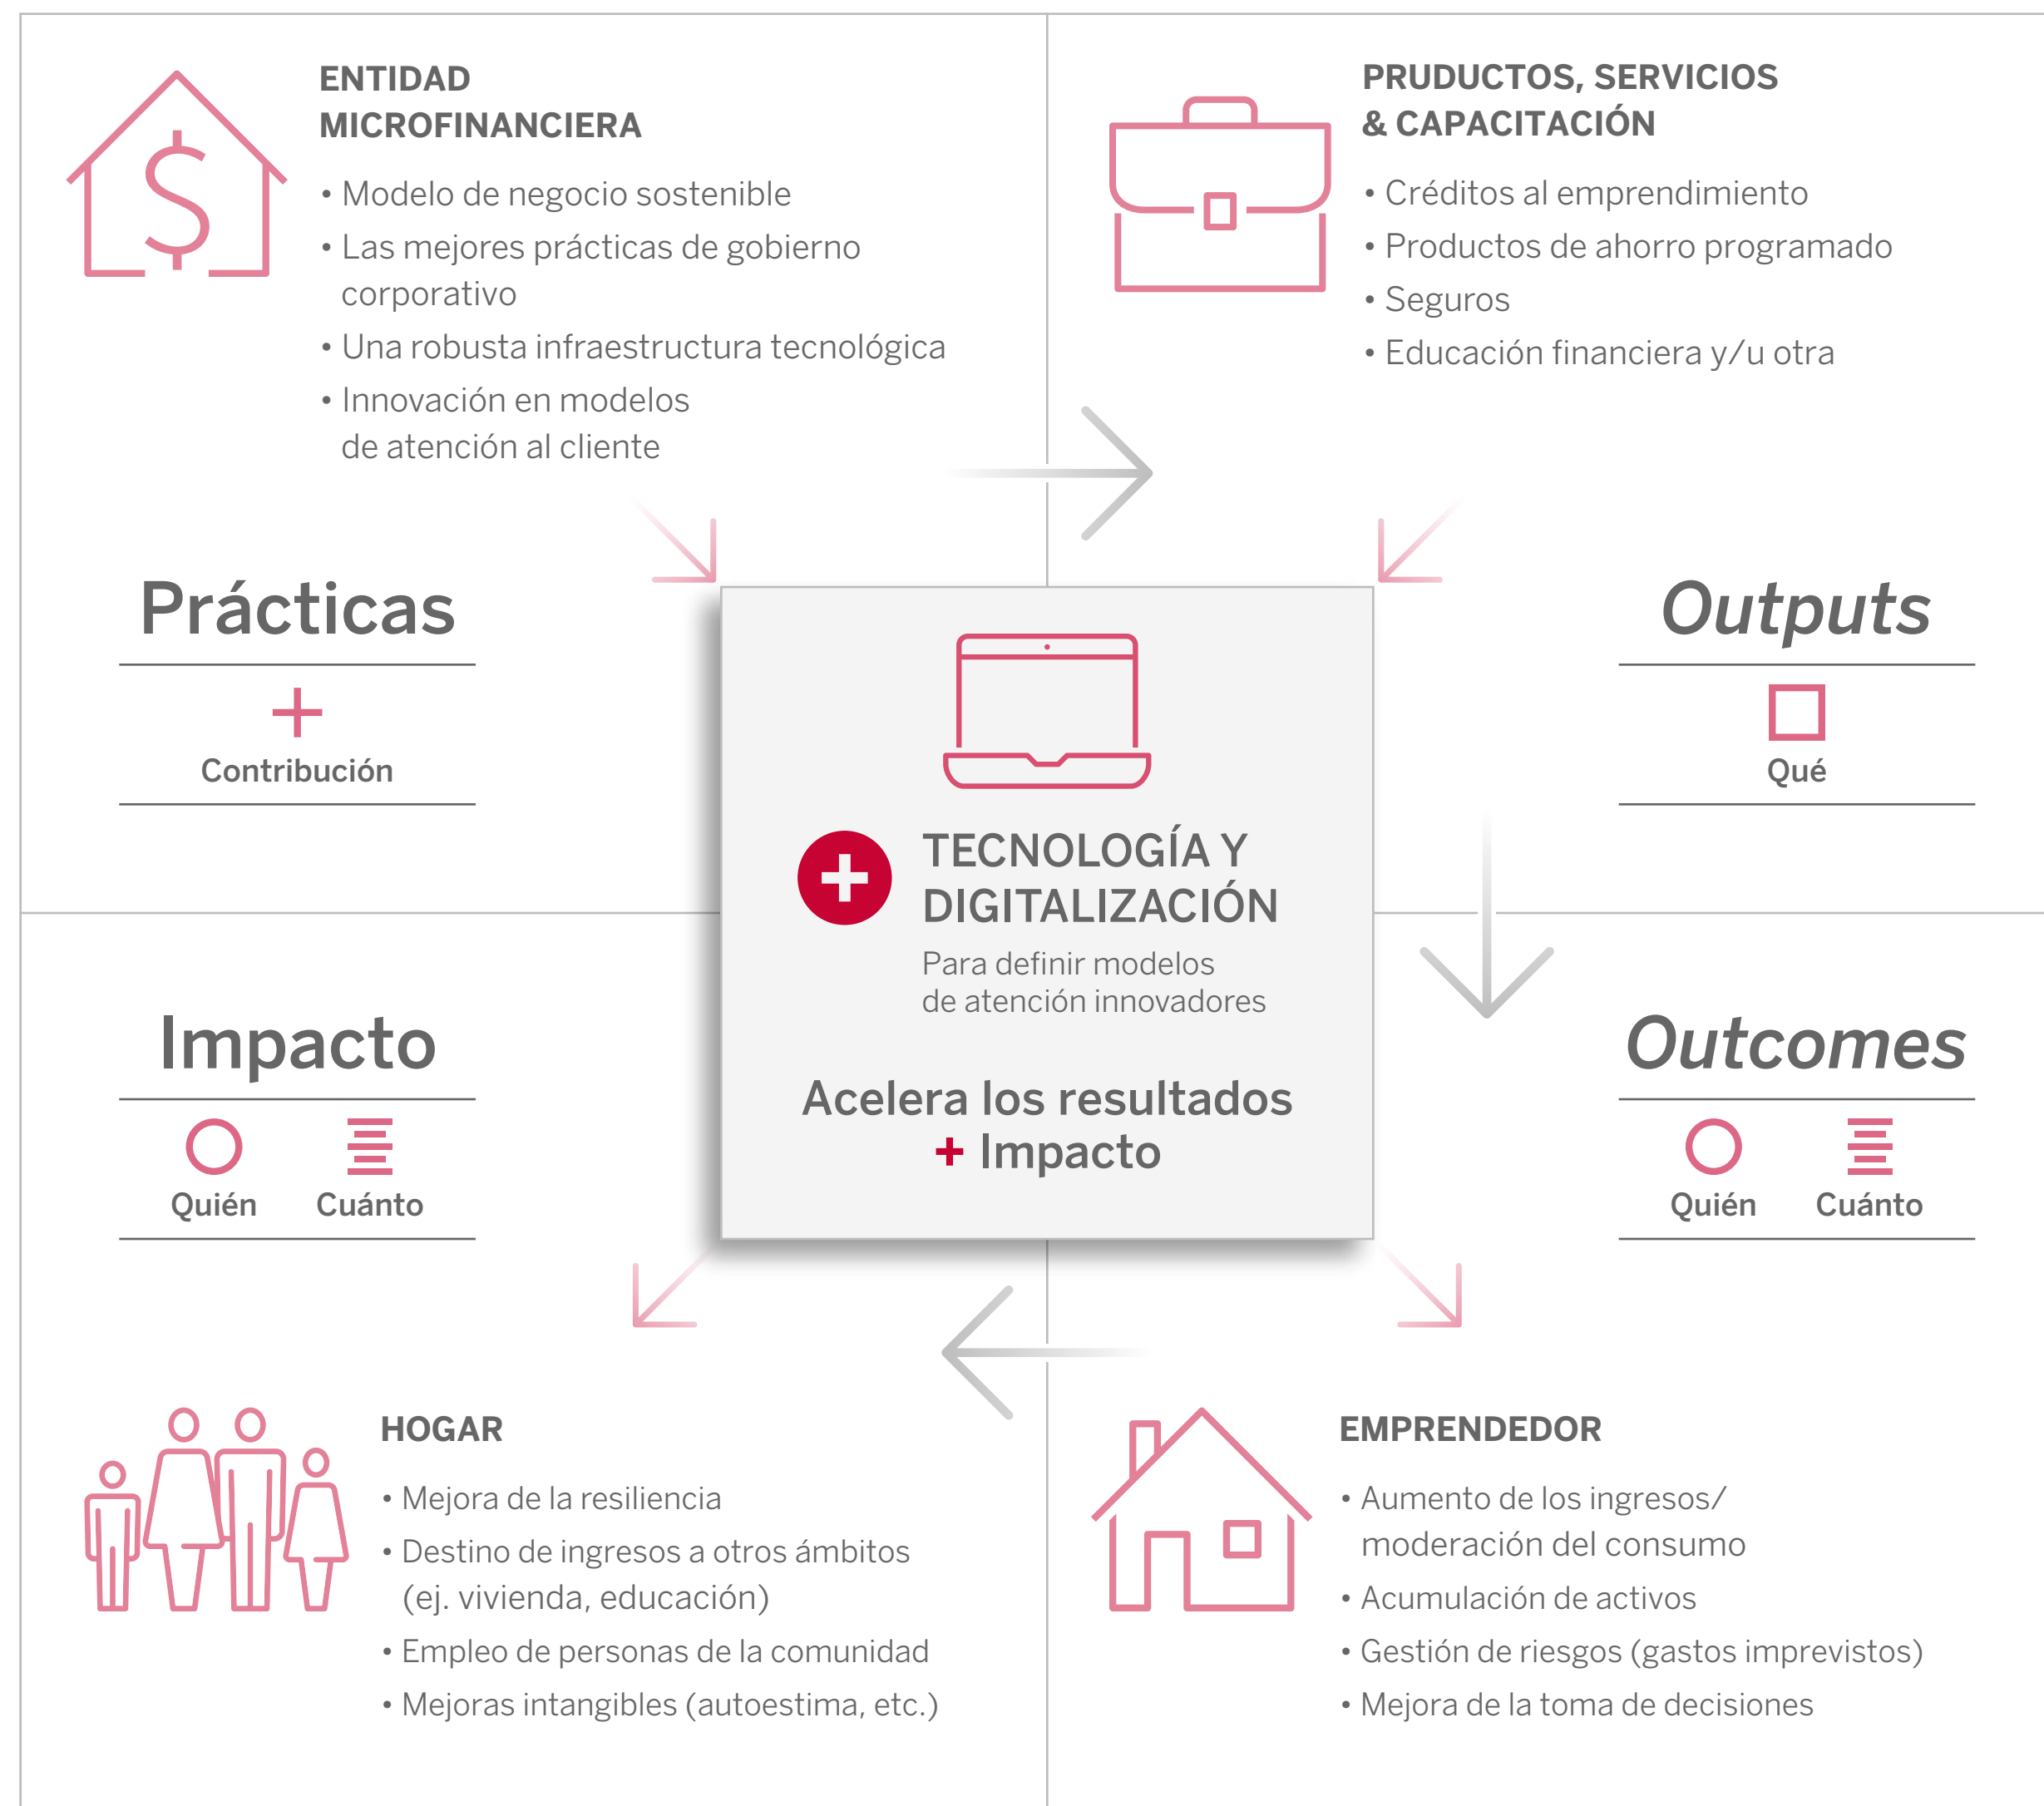 ENTIDAD
MICROFINANCIERA
• Modelo de negocio sostenible
• Las mejores prácticas de gobierno
corporativo
• Una robusta infraestructura tecnológica
• Innovación en modelos
de atención al cliente
Prácticas
Contribución
PRUDUCTOS, SERVICIOS
& CAPACITACIÓN
• Créditos al emprendimiento
• Productos de ahorro programado
• Seguros
• Educación financiera y/u otra
Outputs
Qué
TECNOLOGÍA Y
DIGITALIZACIÓN
Para definir modelos
de atención innovadores
Acelera los resultados
+ Impacto
Impacto
Quién Cuánto
HOGAR
• Mejora de la resiliencia
• Destino de ingresos a otros ámbitos
(ej. vivienda, educación)
• Empleo de personas de la comunidad
• Mejoras intangibles (autoestima, etc.)
Outcomes
Quién Cuánto
EMPRENDEDOR
• Aumento de los ingresos/
moderación del consumo
• Acumulación de activos
• Gestión de riesgos (gastos imprevistos)
• Mejora de la toma de decisiones